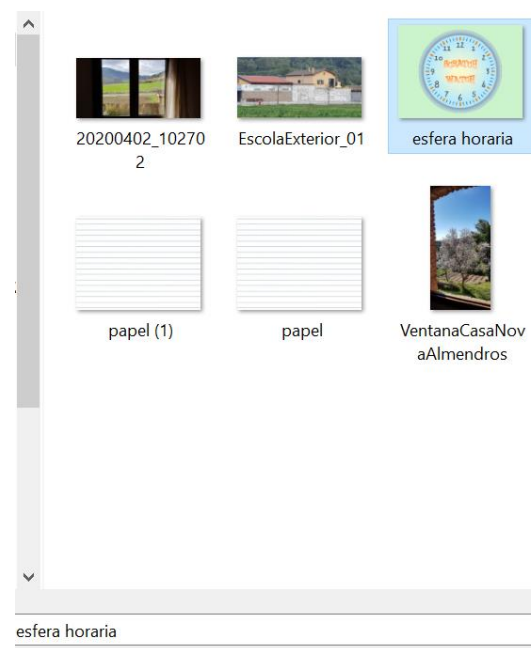 20200402_10270
2
EscolaExterior_01
esfera horaria
papel (1)
papel
VentanaCasaNov
aAlmendros
esfera horaria